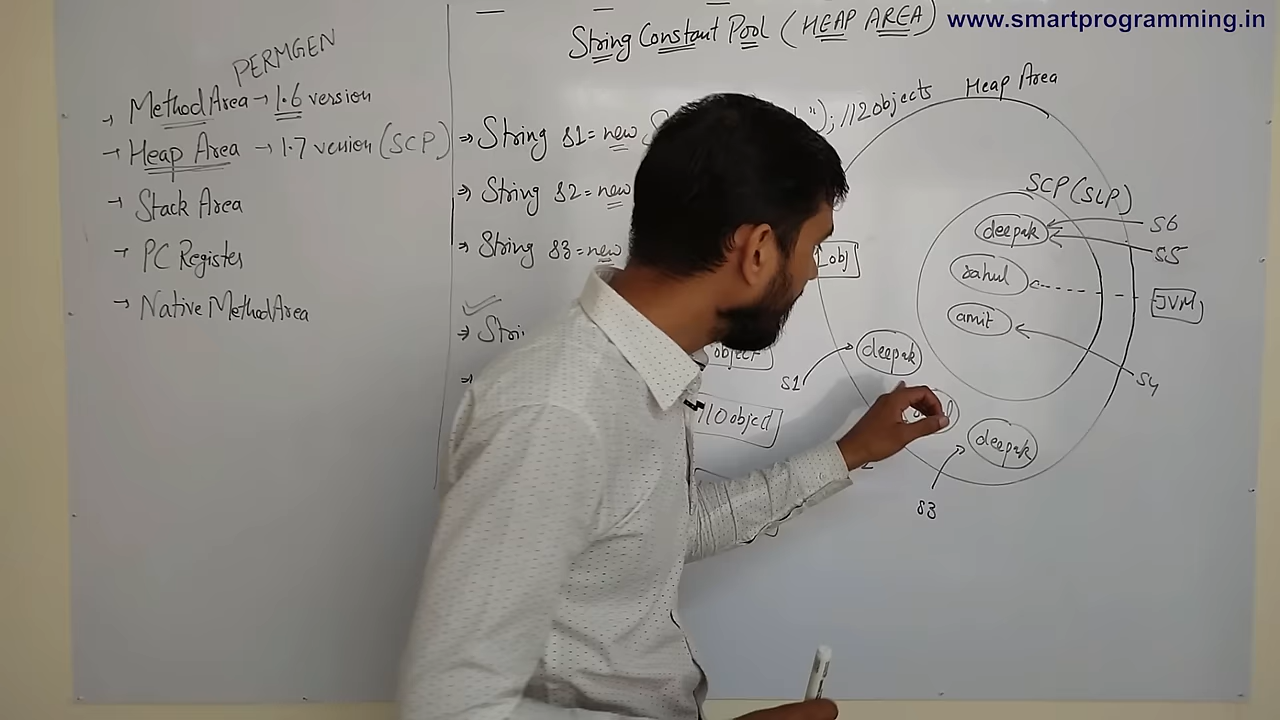 www.smartprogramming.in
String Constant Pool (HEAP AREA)
PERMGEN
→ Method Area → 1.6 version
→ Heap Area → 1.7 version (SCP)
→ Stack Area
→ PC Register
→ Native Method Area
⇒ String s1 = new "); //2 objects
⇒ String s2 = new
⇒ String s3 = new
obj
⇒ Stri
object
//0 object
Heap Area
SCP (SLP)
deepak
s6
s5
rahul
JVM
amit
s4
deepak
s1
deepak
s3